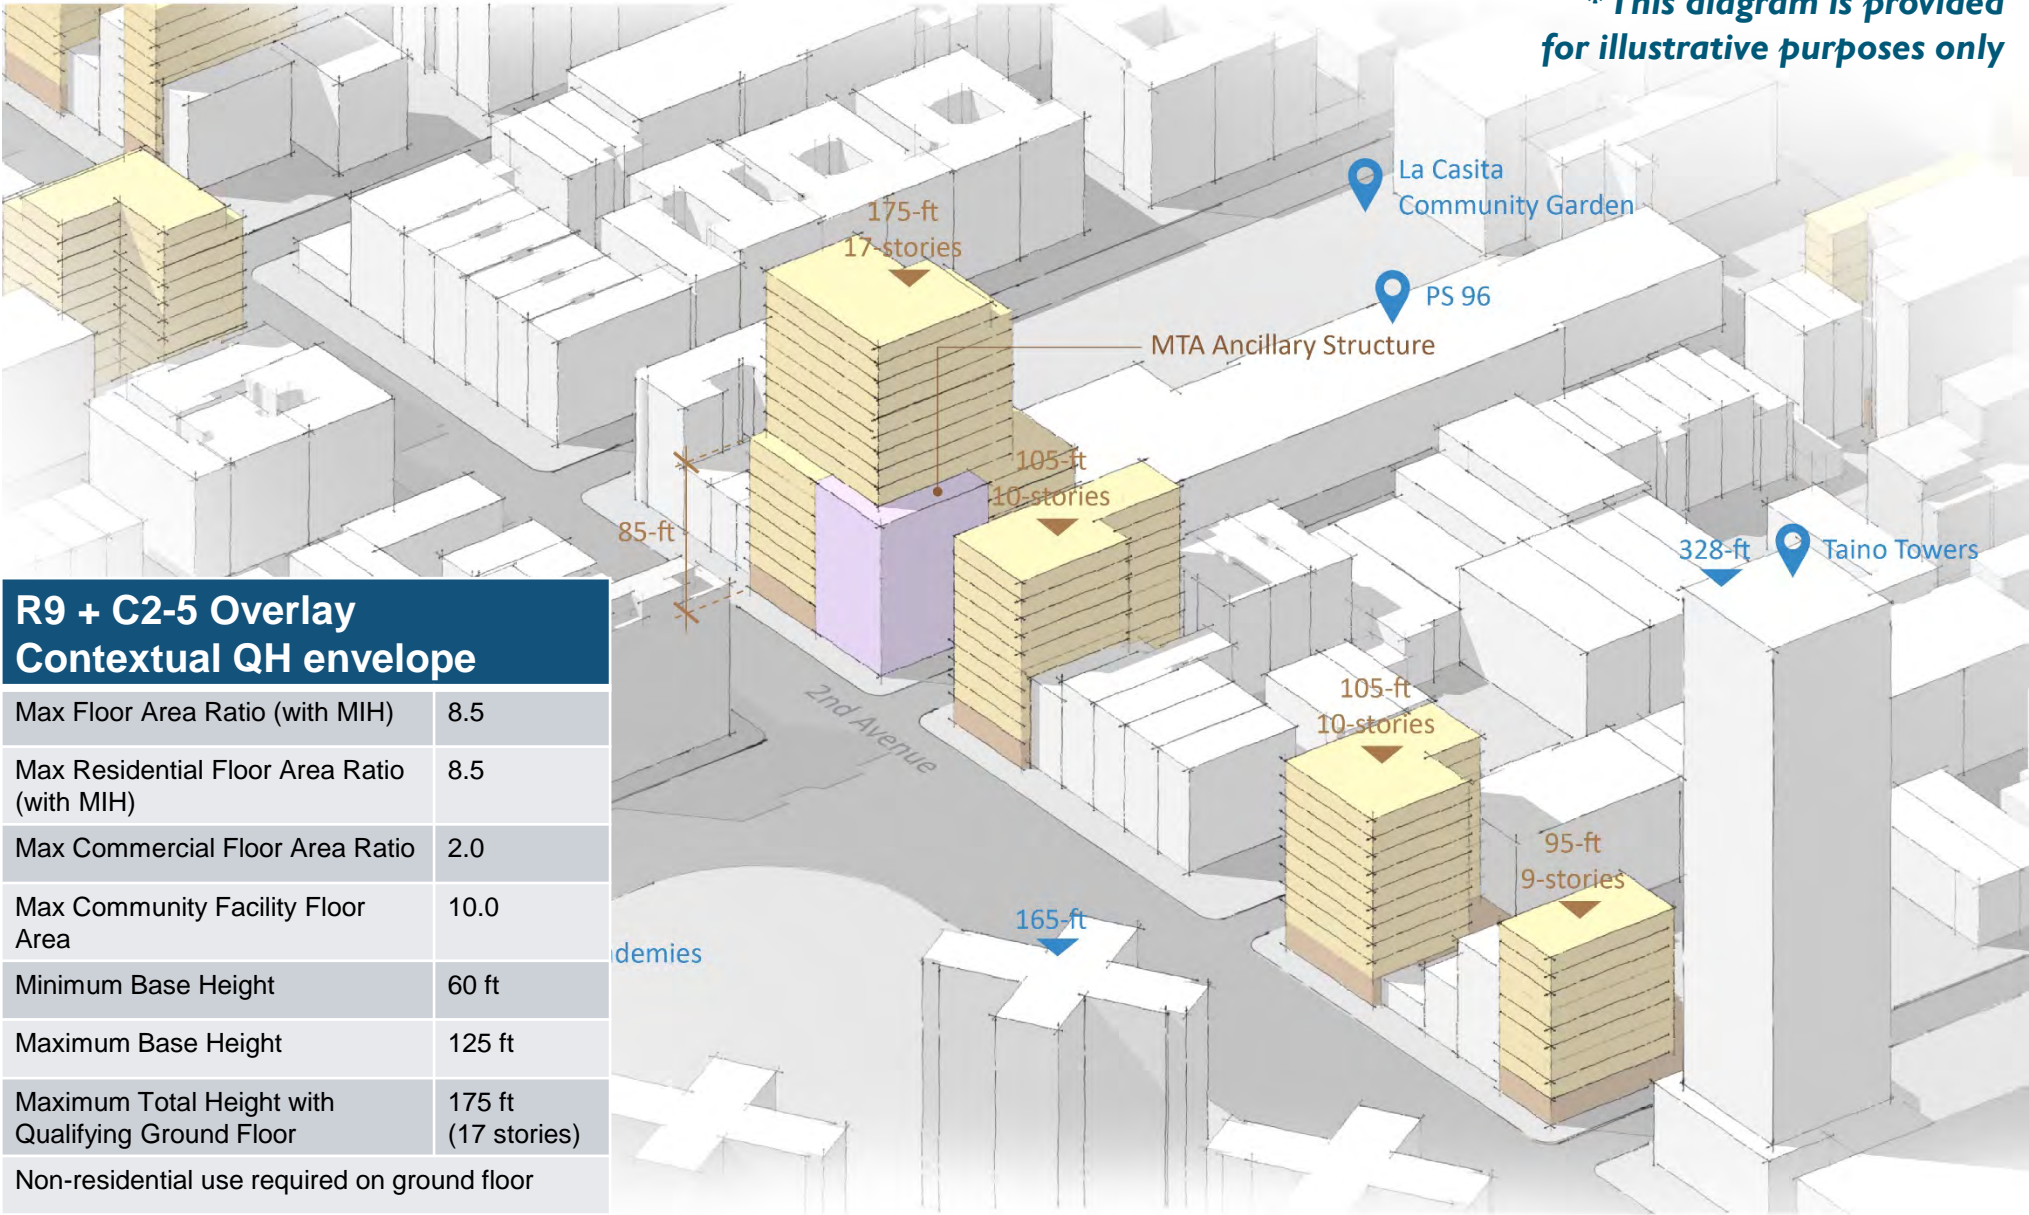 * This diagram is provided
for illustrative purposes only
La Casita
Community Garden
175-ft
17-stories
PS 96
MTA Ancillary Structure
105-ft
10-stories
85-ft
328-ft
Taino Towers
2nd Avenue
105-ft
10-stories
95-ft
9-stories
165-ft
demies
R9 + C2-5 Overlay
Contextual QH envelope
Max Floor Area Ratio (with MIH) 8.5
Max Residential Floor Area Ratio 8.5
(with MIH)
Max Commercial Floor Area Ratio 2.0
Max Community Facility Floor 10.0
Area
Minimum Base Height 60 ft
Maximum Base Height 125 ft
Maximum Total Height with 175 ft
Qualifying Ground Floor (17 stories)
Non-residential use required on ground floor